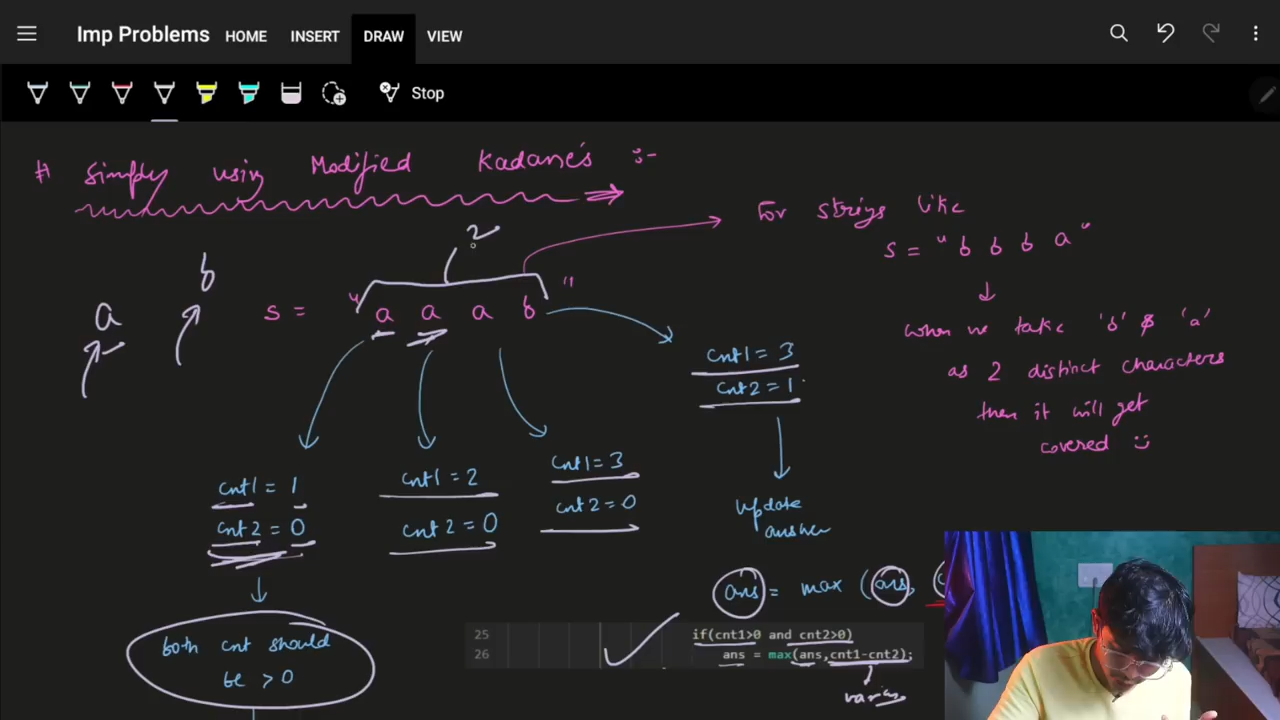 Imp Problems HOME INSERT DRAW VIEW
Stop
# Simply using Modified Kadane's :-
For strings like
s = "b b b a"
2
a b s = "a a a b"
when we take 'b' & 'a'
as 2 distinct characters
then it will get
covered :)
cnt1 = 3
cnt2 = 1
cnt1 = 1
cnt2 = 0
cnt1 = 2
cnt2 = 0
cnt1 = 3
cnt2 = 0
update
answer
ans = max (ans,
both cnt should
be > 0
25 if(cnt1>0 and cnt2>0)
26 ans = max(ans,cnt1-cnt2);